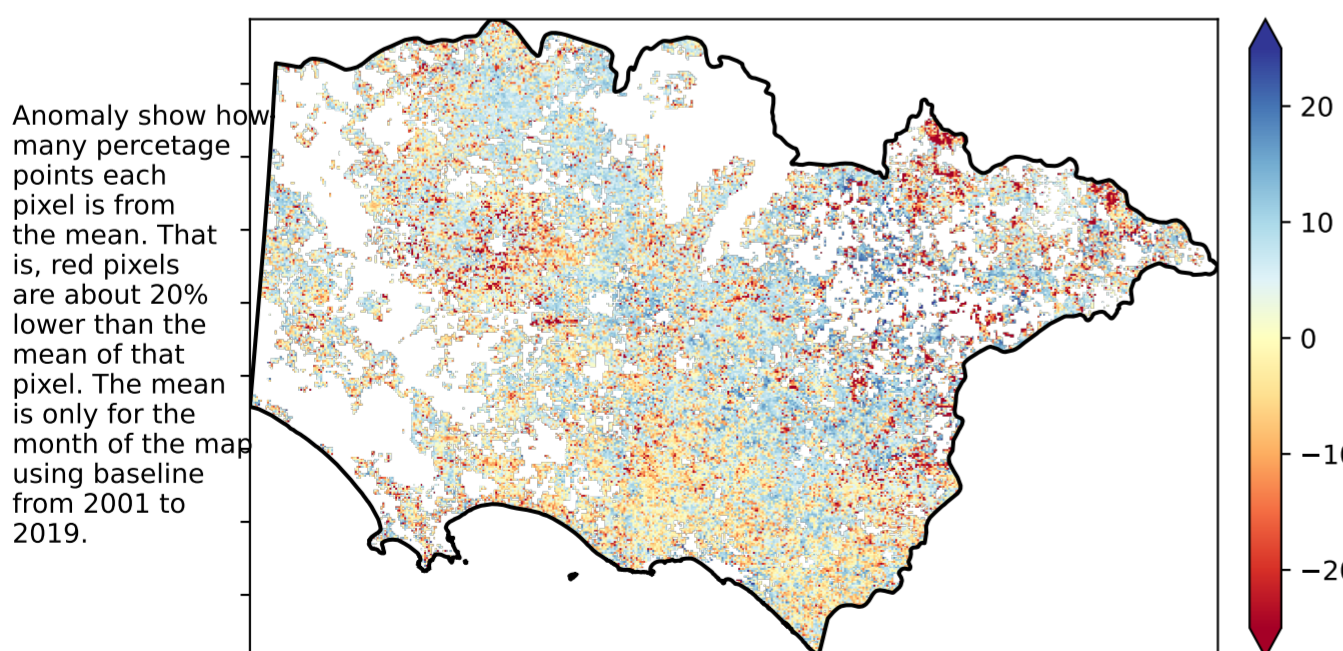 Anomaly show how
many percetage
points each
pixel is from
the mean. That
is, red pixels
are about 20%
lower than the
mean of that
pixel. The mean
is only for the
month of the map
using baseline
from 2001 to
2019.
20
10
0
−10
−20